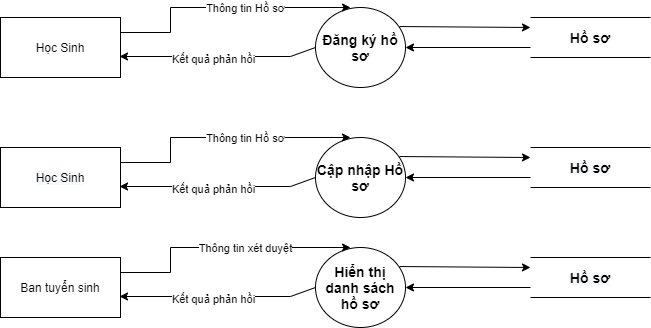 Thông tin Hồ sơ
Học Sinh
Đăng ký hồ
sơ
Hồ sơ
Kết quả phản hồi
Thông tin Hồ sơ
Học Sinh
Cập nhập Hồ
sơ
Hồ sơ
Kết quả phản hồi
Thông tin xét duyệt
Ban tuyển sinh
Hiển thị
danh sách
hồ sơ
Hồ sơ
Kết quả phản hồi